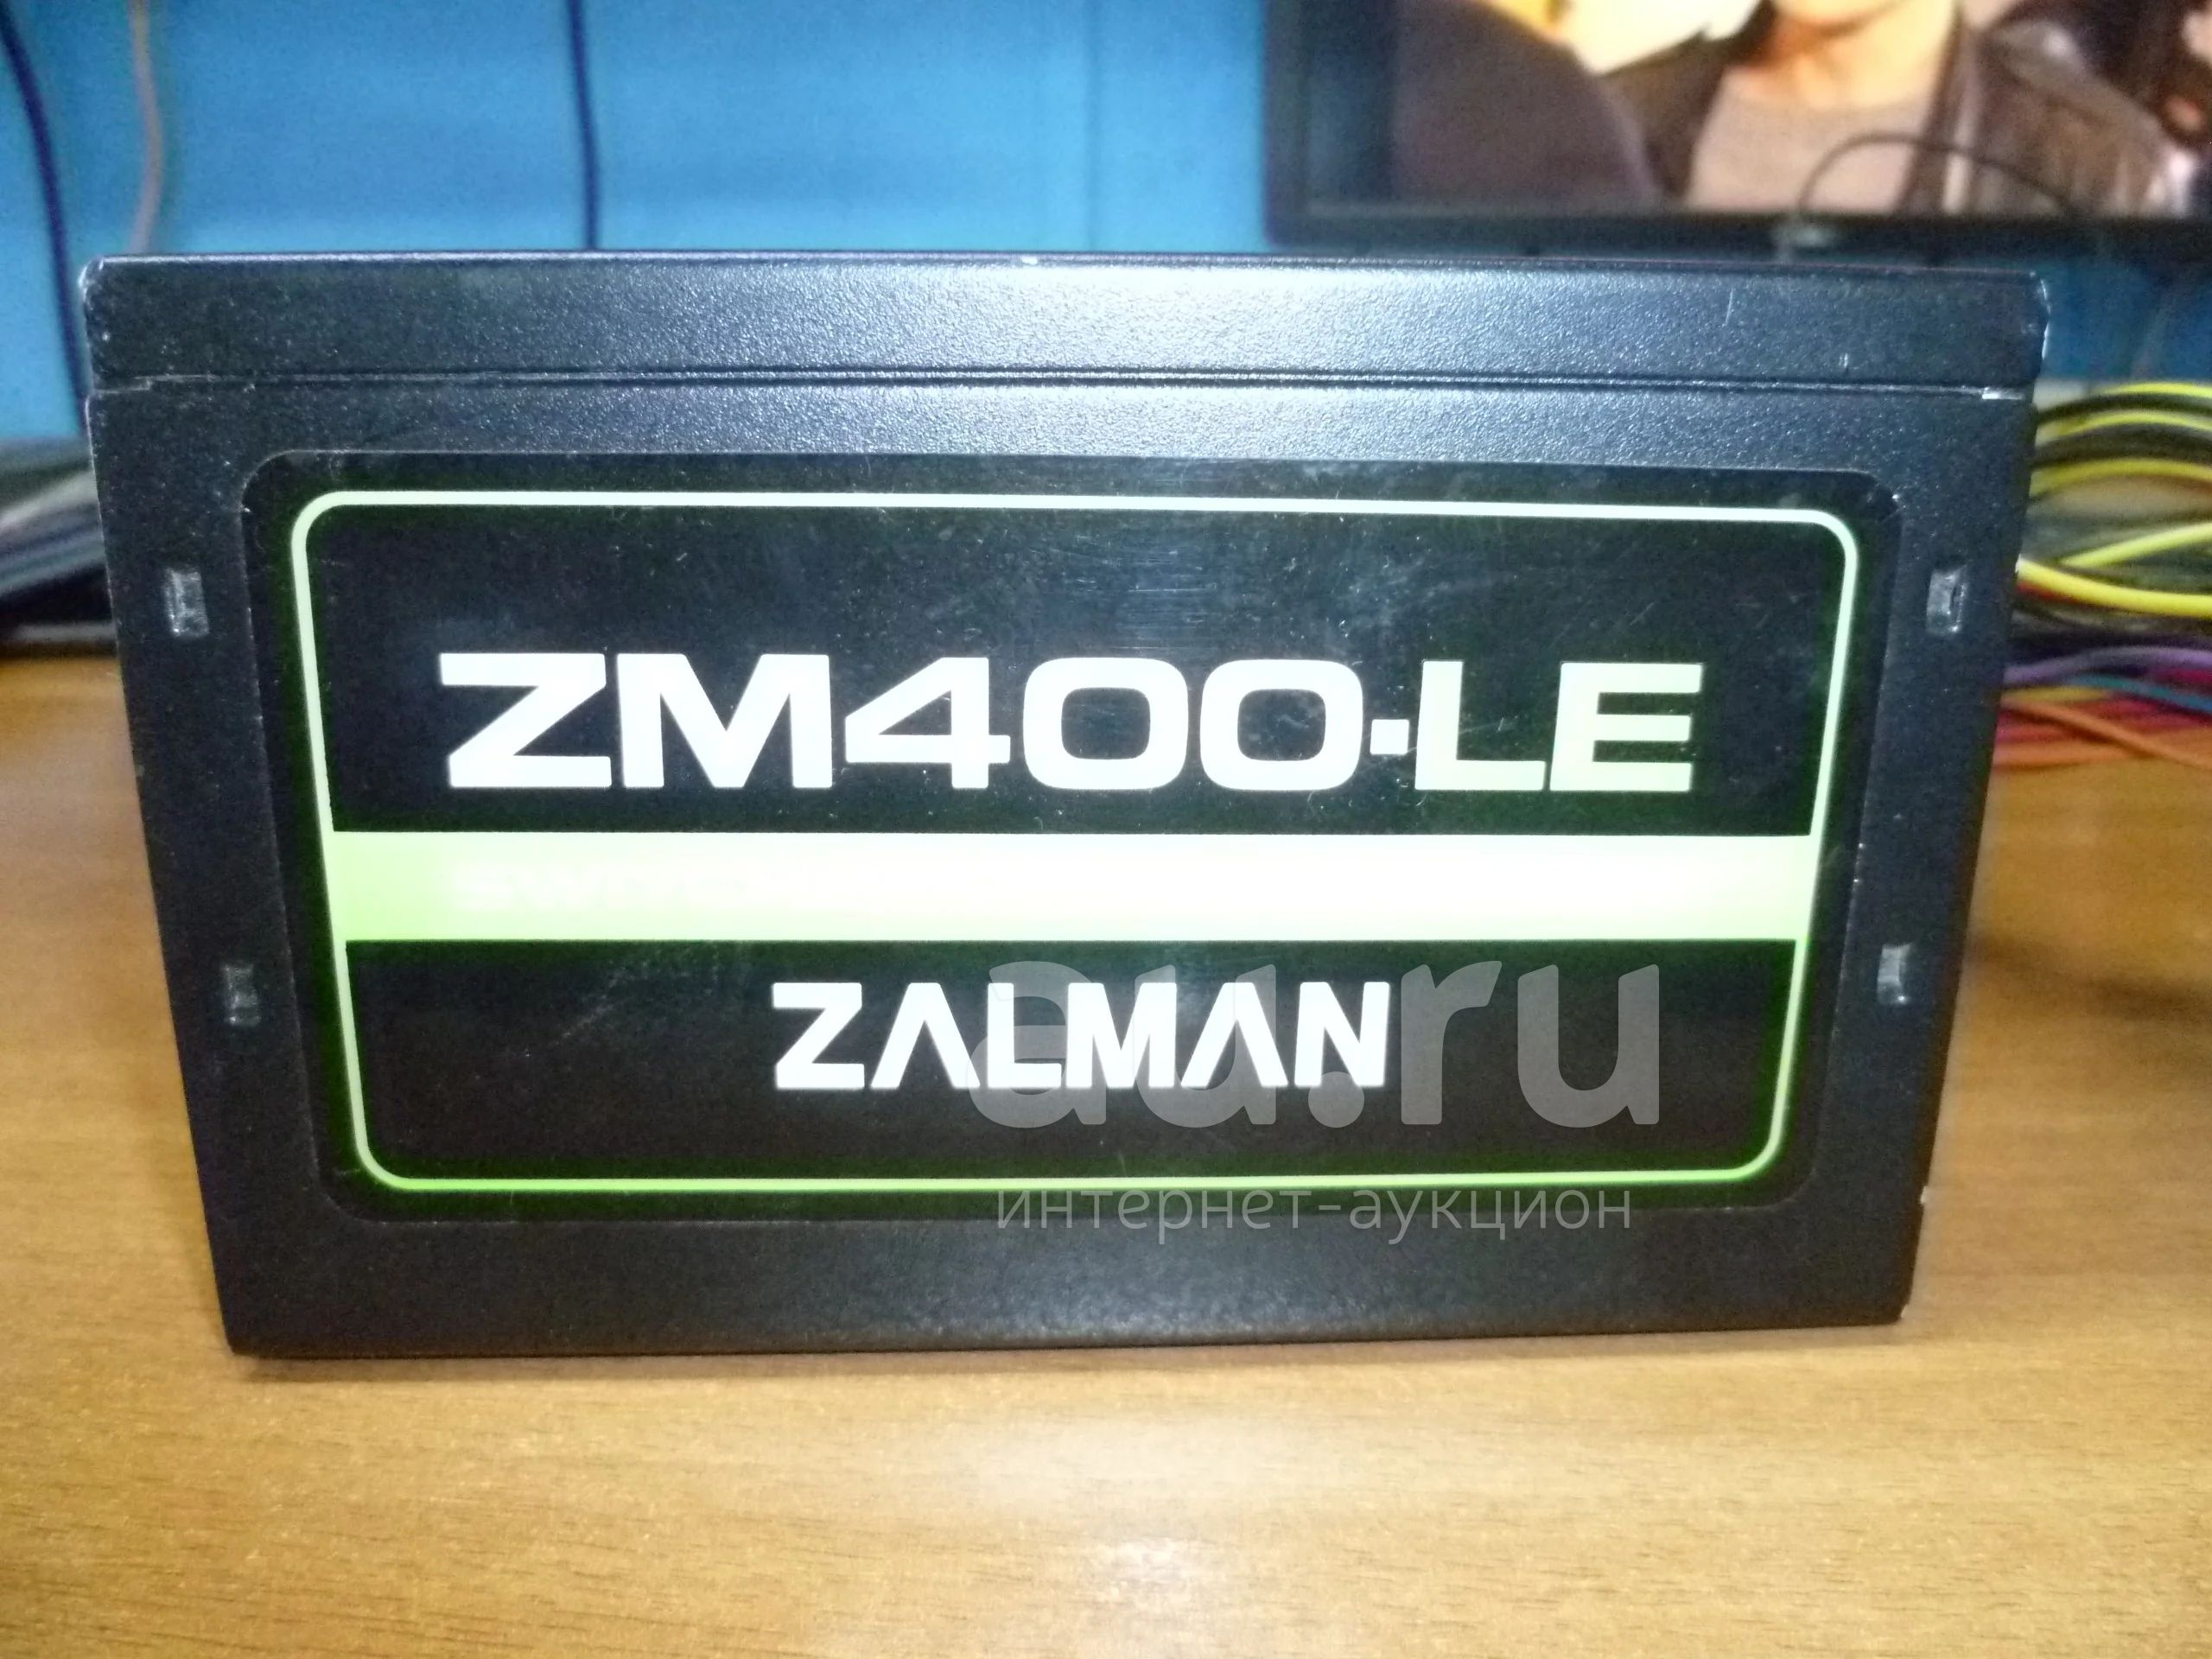 ZM400-LE
ZALMAN
au.ru
интернет-аукцион